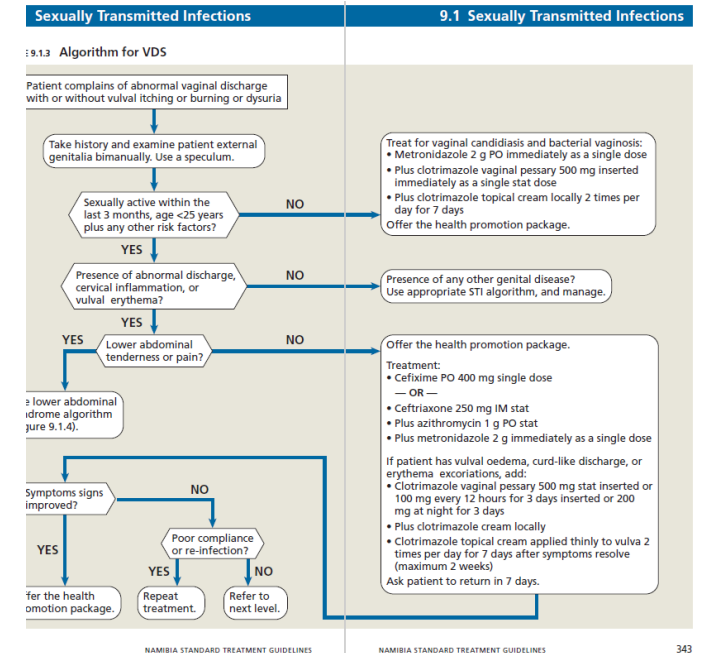 Sexually Transmitted Infections
9.1 Sexually Transmitted Infections
9.1.3 Algorithm for VDS
Patient complains of abnormal vaginal discharge
with or without vulval itching or burning or dysuria
Take history and examine patient external
genitalia bimanually. Use a speculum.
Sexually active within the
last 3 months, age <25 years
plus any other risk factors?
NO
Treat for vaginal candidiasis and bacterial vaginosis:
• Metronidazole 2 g PO immediately as a single dose
• Plus clotrimazole vaginal pessary 500 mg inserted
immediately as a single stat dose
• Plus clotrimazole topical cream locally 2 times per
day for 7 days
Offer the health promotion package.
YES
Presence of abnormal discharge,
cervical inflammation, or
vulval erythema?
NO
Presence of any other genital disease?
Use appropriate STI algorithm, and manage.
YES
Lower abdominal
tenderness or pain?
YES
NO
lower abdominal
drome algorithm
gure 9.1.4).
Offer the health promotion package.
Treatment:
• Cefixime PO 400 mg single dose
— OR —
• Ceftriaxone 250 mg IM stat
• Plus azithromycin 1 g PO stat
• Plus metronidazole 2 g immediately as a single dose
If patient has vulval oedema, curd-like discharge, or
erythema excoriations, add:
• Clotrimazole vaginal pessary 500 mg stat inserted or
100 mg every 12 hours for 3 days inserted or 200
mg at night for 3 days
• Plus clotrimazole cream locally
• Clotrimazole topical cream applied thinly to vulva 2
times per day for 7 days after symptoms resolve
(maximum 2 weeks)
Ask patient to return in 7 days.
Symptoms signs
improved?
NO
Poor compliance
or re-infection?
YES
YES
NO
fer the health
omotion package.
Repeat
treatment.
Refer to
next level.
NAMIBIA STANDARD TREATMENT GUIDELINES
NAMIBIA STANDARD TREATMENT GUIDELINES
343